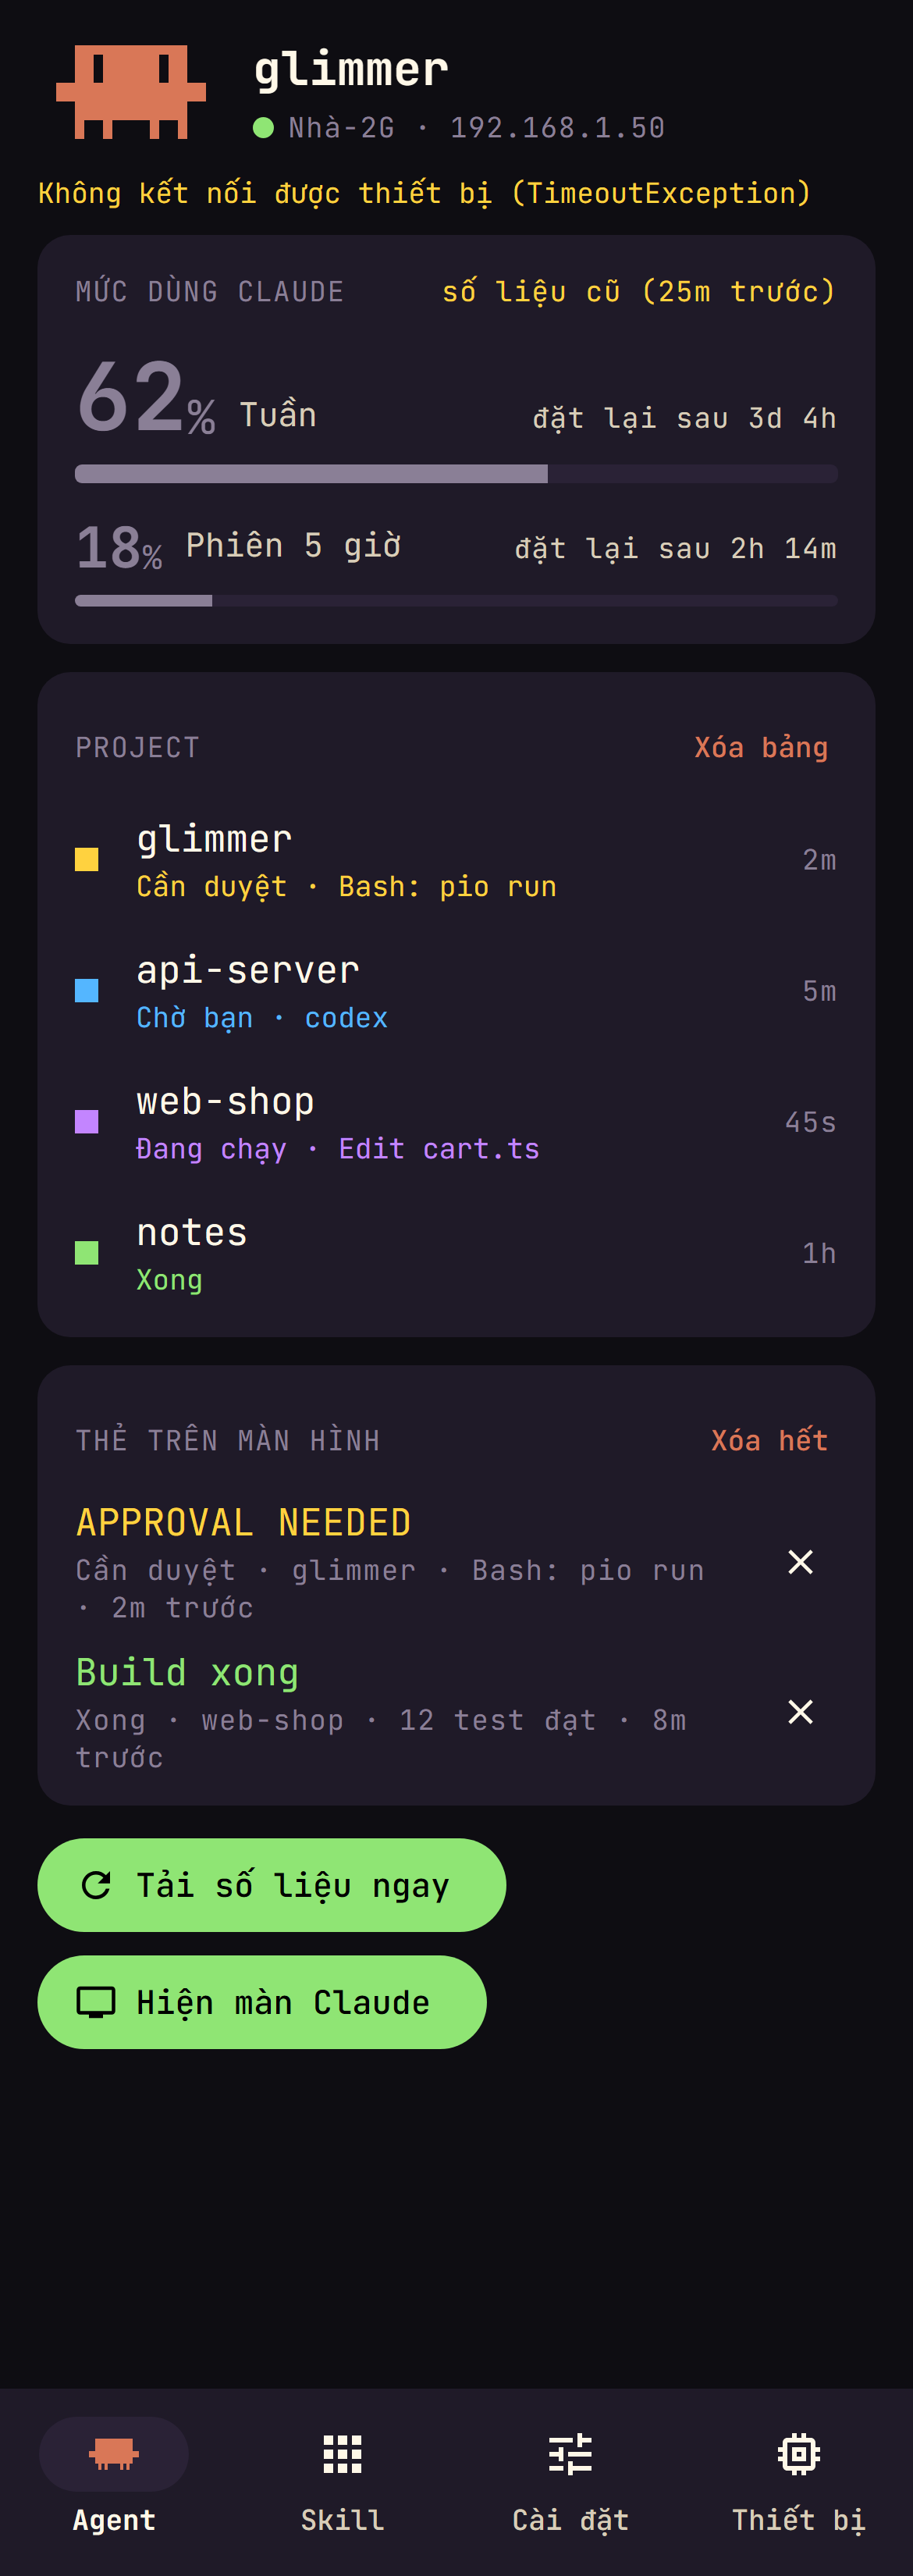 glimmer
Nhà-2G · 192.168.1.50
Không kết nối được thiết bị (TimeoutException)
MỨC DÙNG CLAUDE
số liệu cũ (25m trước)
62% Tuần
đặt lại sau 3d 4h
18% Phiên 5 giờ
đặt lại sau 2h 14m
PROJECT
Xóa bảng
glimmer
Cần duyệt · Bash: pio run
2m
api-server
Chờ bạn · codex
5m
web-shop
Đang chạy · Edit cart.ts
45s
notes
Xong
1h
THẺ TRÊN MÀN HÌNH
Xóa hết
APPROVAL NEEDED
Cần duyệt · glimmer · Bash: pio run
· 2m trước
Build xong
Xong · web-shop · 12 test đạt · 8m
trước
Tải số liệu ngay
Hiện màn Claude
Agent
Skill
Cài đặt
Thiết bị